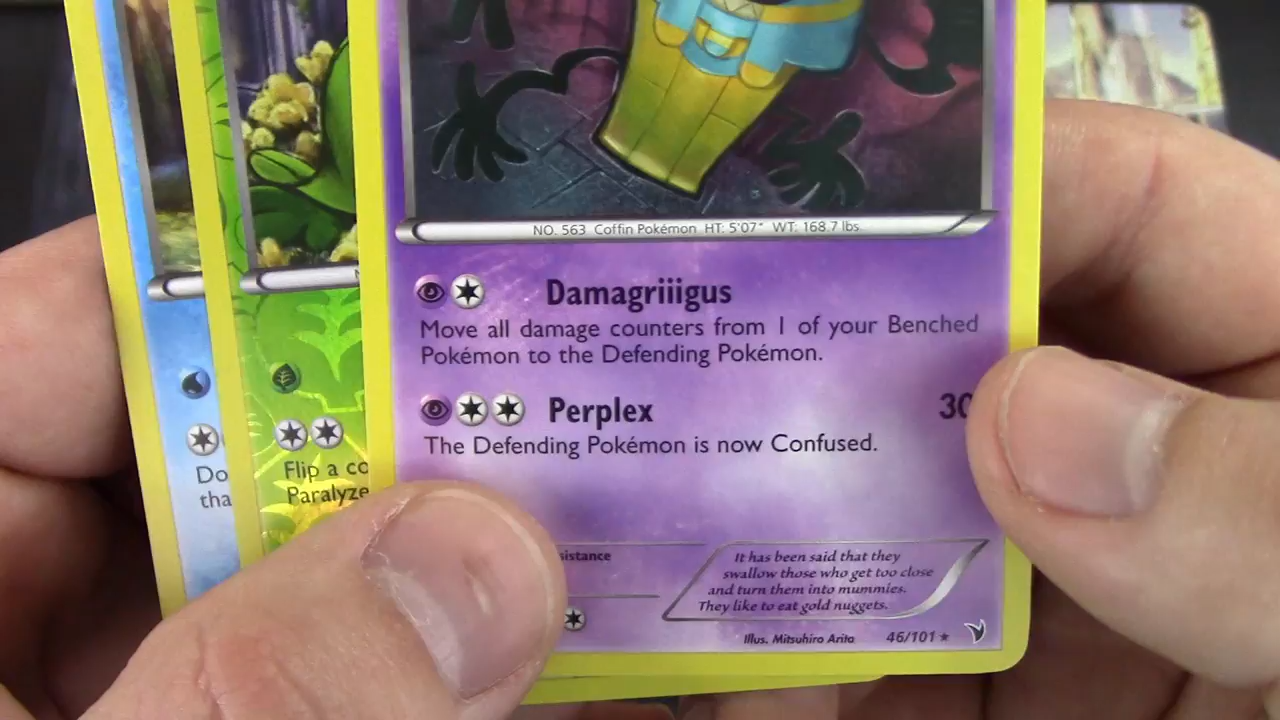 NO. 563 Coffin Pokémon HT: 5'07" WT: 168.7 lbs.
Damagriiigus
Move all damage counters from 1 of your Benched
Pokémon to the Defending Pokémon.
Perplex 30
The Defending Pokémon is now Confused.
Do
tha
Flip a co
Paralyze
sistance
It has been said that they
swallow those who get too close
and turn them into mummies.
They like to eat gold nuggets.
Illus. Mitsuhiro Arita 46/101 ★